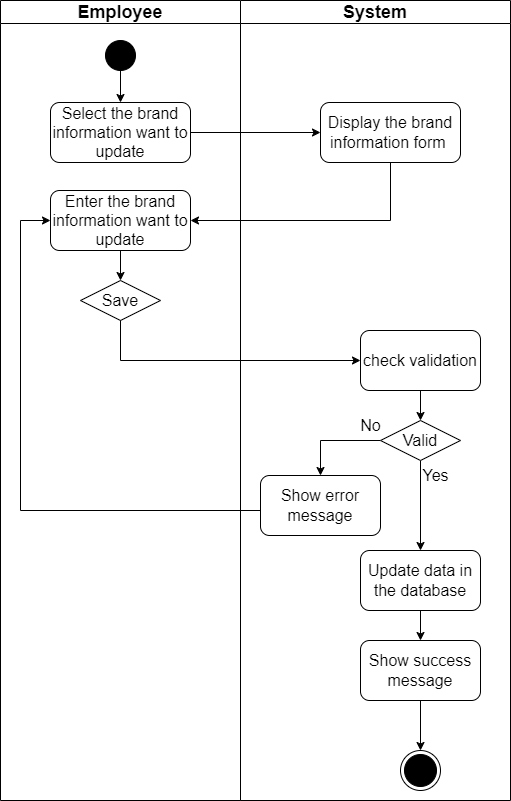 Employee
System
Select the brand
information want to
update
Display the brand
information form
Enter the brand
information want to
update
Save
check validation
No
Valid
Yes
Show error
message
Update data in
the database
Show success
message